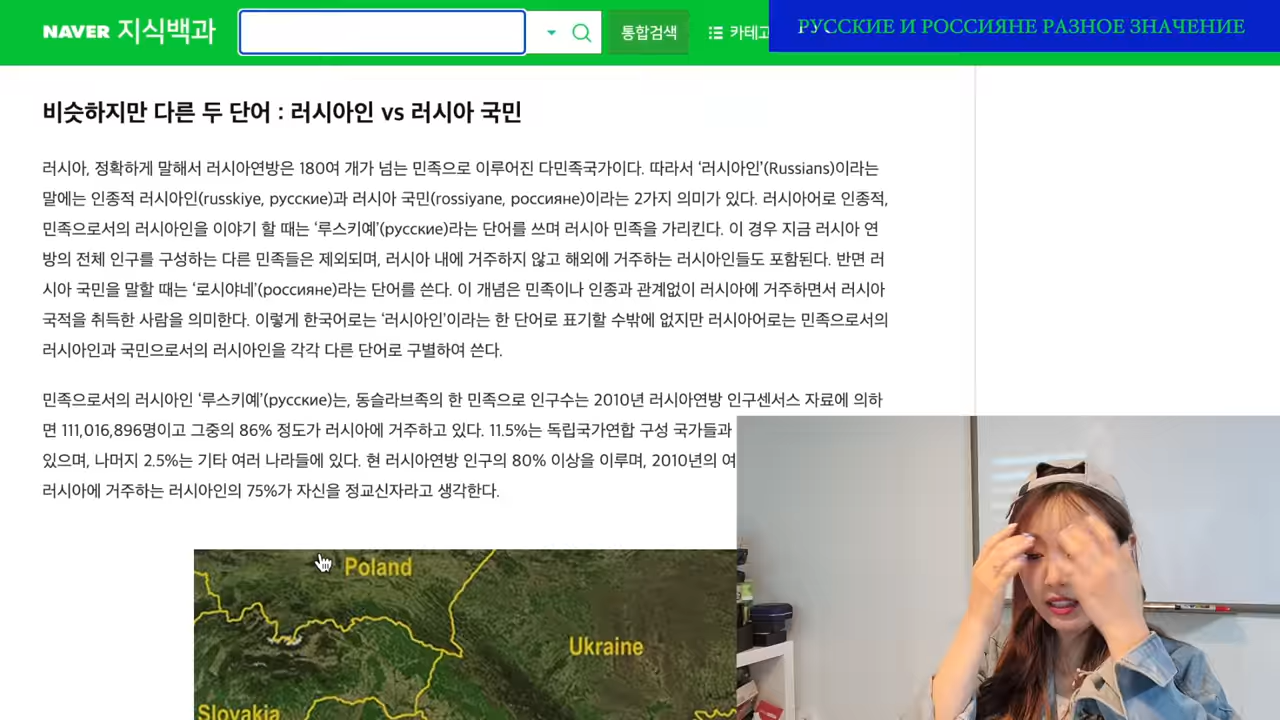 NAVER 지식백과
통합검색
카테고
РУССКИЕ И РОССИЯНЕ РАЗНОЕ ЗНАЧЕНИЕ
비슷하지만 다른 두 단어 : 러시아인 vs 러시아 국민
러시아, 정확하게 말해서 러시아연방은 180여 개가 넘는 민족으로 이루어진 다민족국가이다. 따라서 ‘러시아인’(Russians)이라는
말에는 인종적 러시아인(russkiye, русские)과 러시아 국민(rossiyane, россияне)이라는 2가지 의미가 있다. 러시아어로 인종적,
민족으로서의 러시아인을 이야기 할 때는 ‘루스키예’(русские)라는 단어를 쓰며 러시아 민족을 가리킨다. 이 경우 지금 러시아 연
방의 전체 인구를 구성하는 다른 민족들은 제외되며, 러시아 내에 거주하지 않고 해외에 거주하는 러시아인들도 포함된다. 반면 러
시아 국민을 말할 때는 ‘로시야네’(россияне)라는 단어를 쓴다. 이 개념은 민족이나 인종과 관계없이 러시아에 거주하면서 러시아
국적을 취득한 사람을 의미한다. 이렇게 한국어로는 ‘러시아인’이라는 한 단어로 표기할 수밖에 없지만 러시아어로는 민족으로서의
러시아인과 국민으로서의 러시아인을 각각 다른 단어로 구별하여 쓴다.
민족으로서의 러시아인 ‘루스키예’(русские)는, 동슬라브족의 한 민족으로 인구수는 2010년 러시아연방 인구센서스 자료에 의하
면 111,016,896명이고 그중의 86% 정도가 러시아에 거주하고 있다. 11.5%는 독립국가연합 구성 국가들과
있으며, 나머지 2.5%는 기타 여러 나라들에 있다. 현 러시아연방 인구의 80% 이상을 이루며, 2010년의 여
러시아에 거주하는 러시아인의 75%가 자신을 정교신자라고 생각한다.
Poland
Ukraine
Slovakia